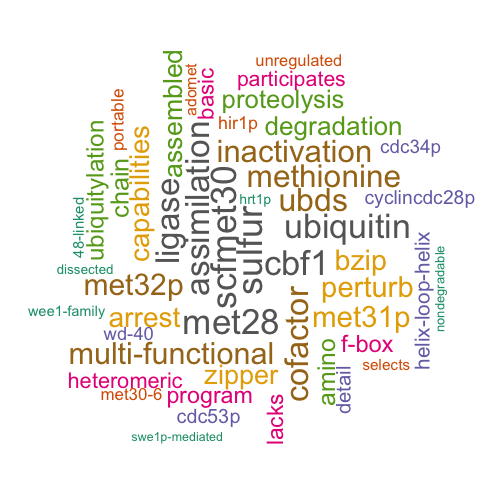 unregulated
participates
adomet
basic
assembled
portable
hir1p
proteolysis
degradation
cdc34p
inactivation
methionine
ubiquitylation
chain
capabilities
ligase
assimilation
scfmet30
hrt1p
ubds
cyclincdc28p
48-linked
sulfur
ubiquitin
dissected
cbf1
bzip
helix-loop-helix
nondegradable
met32p
cofactor
perturb
wee1-family
arrest
met28
met31p
wd-40
multi-functional
f-box
heteromeric
zipper
amino
detail
selects
met30-6
program
cdc53p
lacks
swe1p-mediated